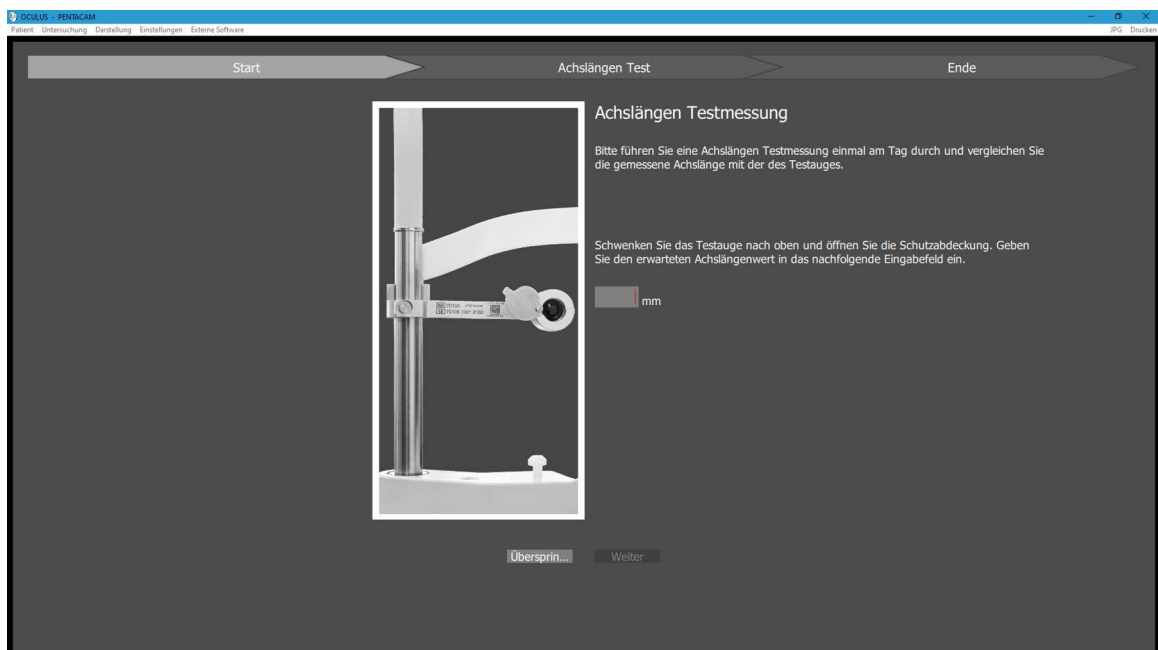 OCULUS - PENTACAM
Patient Untersuchung Darstellung Einstellungen Externe Software JPG Drucken
Start Achslängen Test Ende
Achslängen Testmessung
Bitte führen Sie eine Achslängen Testmessung einmal am Tag durch und vergleichen Sie
die gemessene Achslänge mit der des Testauges.
Schwenken Sie das Testauge nach oben und öffnen Sie die Schutzabdeckung. Geben
Sie den erwarteten Achslängenwert in das nachfolgende Eingabefeld ein.
mm
Übersprin... Weiter